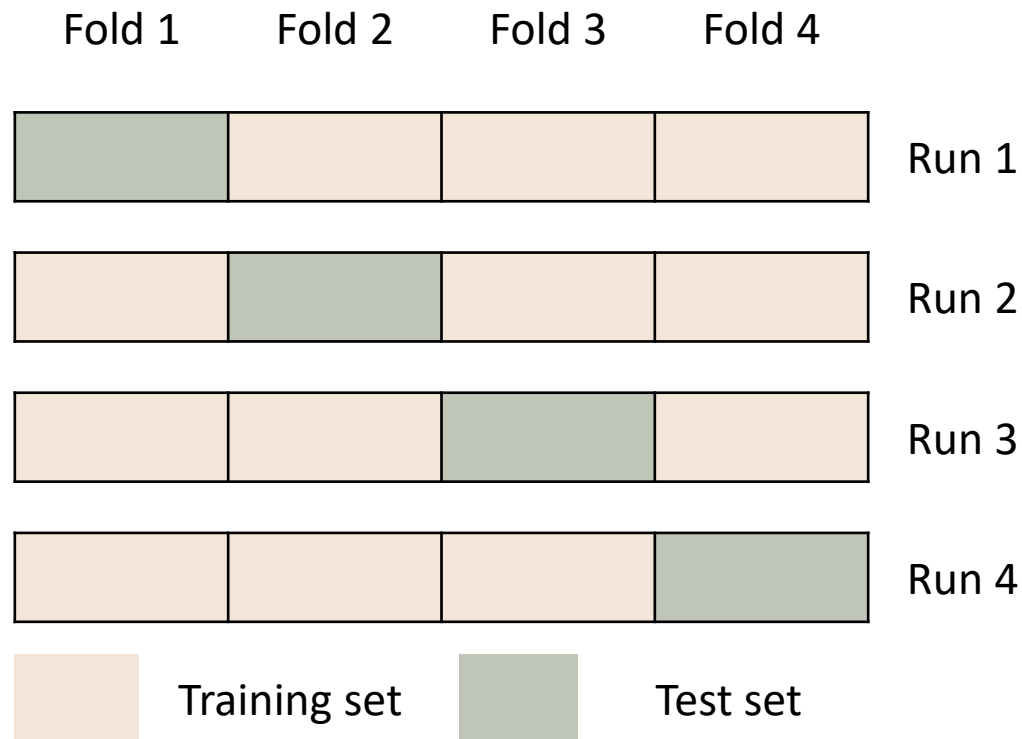 Fold 1 Fold 2 Fold 3 Fold 4
Run 1
Run 2
Run 3
Run 4
Training set Test set